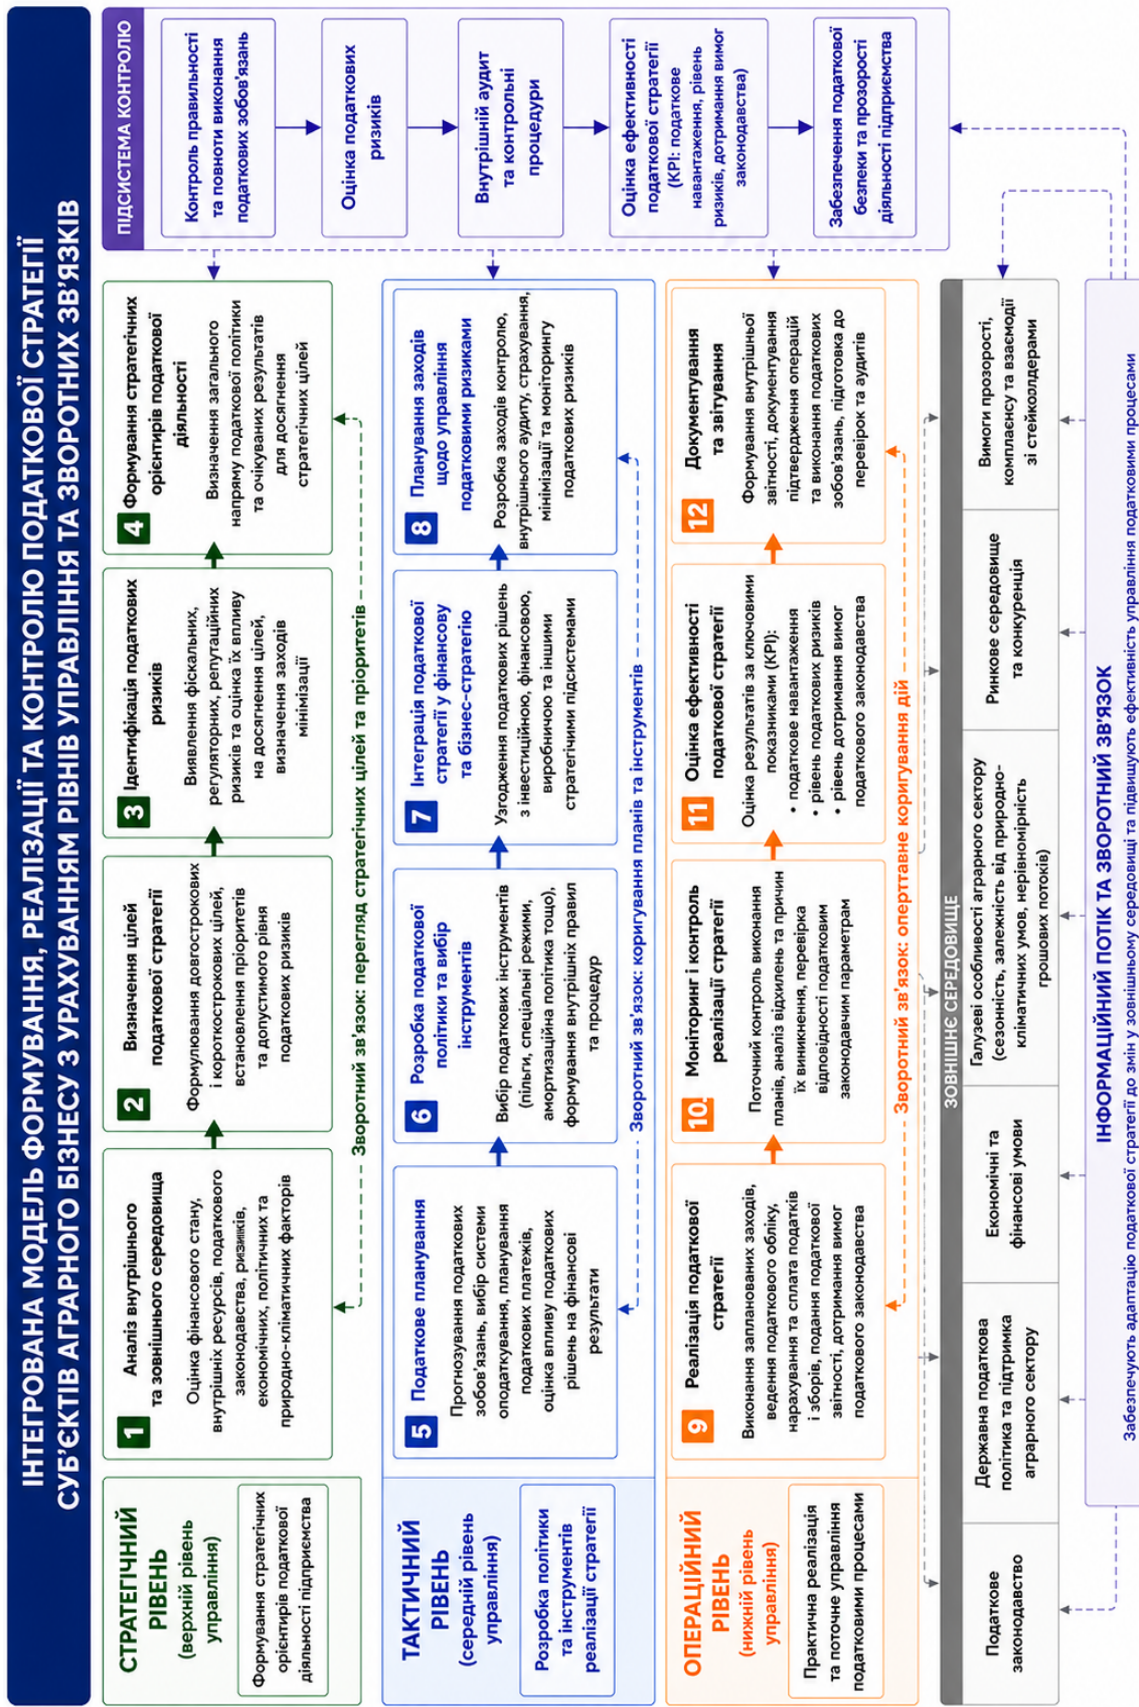 ІНТЕГРОВАНА МОДЕЛЬ ФОРМУВАННЯ, РЕАЛІЗАЦІЇ ТА КОНТРОЛЮ ПОДАТКОВОЇ СТРАТЕГІЇ
СУБ'ЄКТІВ АГРАРНОГО БІЗНЕСУ З УРАХУВАННЯМ РІВНІВ УПРАВЛІННЯ ТА ЗВОРОТНИХ ЗВ'ЯЗКІВ
СТРАТЕГІЧНИЙ
РІВЕНЬ
(верхній рівень
управління)
Формування стратегічних
орієнтирів податкової
діяльності підприємства
1
Аналіз внутрішнього
та зовнішнього середовища
Оцінка фінансового стану,
внутрішніх ресурсів, податкового
законодавства, ризиків,
економічних, політичних та
природно-кліматичних факторів
2
Визначення цілей
податкової стратегії
Формулювання довгострокових
і короткострокових цілей,
встановлення пріоритетів
та допустимого рівня
податкових ризиків
3
Ідентифікація податкових
ризиків
Виявлення фіскальних,
регуляторних, репутаційних
ризиків та оцінка їх впливу
на досягнення цілей,
визначення заходів
мінімізації
4
Формування стратегічних
орієнтирів податкової
діяльності
Визначення загального
напряму податкової політики
та очікуваних результатів
для досягнення
стратегічних цілей
Зворотний зв'язок: перегляд стратегічних цілей та пріоритетів
ТАКТИЧНИЙ
РІВЕНЬ
(середній рівень
управління)
Розробка політики
та інструментів
реалізації стратегії
5
Податкове планування
Прогнозування податкових
зобов'язань, вибір системи
оподаткування, планування
податкових платежів,
оцінка впливу податкових
рішень на фінансові
результати
6
Розробка податкової
політики та вибір
інструментів
Вибір податкових інструментів
(пільги, спеціальні режими,
амортизаційна політика тощо),
формування внутрішніх правил
та процедур
7
Інтеграція податкової
стратегії у фінансову
та бізнес-стратегію
Узгодження податкових рішень
з інвестиційною, фінансовою,
виробничою та іншими
стратегічними підсистемами
8
Планування заходів
щодо управління
податковими ризиками
Розробка заходів контролю,
внутрішнього аудиту, страхування,
мінімізації та моніторингу
податкових ризиків
Зворотний зв'язок: коригування планів та інструментів
ОПЕРАЦІЙНИЙ
РІВЕНЬ
(нижній рівень
управління)
Практична реалізація
та поточне управління
податковими процесами
9
Реалізація податкової
стратегії
Виконання запланованих заходів,
ведення податкового обліку,
нарахування та сплата податків
і зборів, подання податкової
звітності, дотримання вимог
податкового законодавства
10.
Моніторинг і контроль
реалізації стратегії
Поточний контроль виконання
планів, аналіз відхилень та причин
їх виникнення, перевірка
відповідності податковим
законодавчим параметрам
11
Оцінка ефективності
податкової стратегії
Оцінка результатів за ключовими
показниками (KPI):
• податкове навантаження
• рівень податкових ризиків
• рівень дотримання вимог
податкового законодавства
12
Документування
та звітування
Формування внутрішньої
звітності, документування
підтвердження операцій
та виконання податкових
зобов'язань, підготовка до
перевірок та аудитів
Зворотний зв'язок: оперттавне коригування дій
ПІДСИСТЕМА КОНТРОЛЮ
Контроль правильності
та повноти виконання
податкових зобов'язань
Оцінка податкових
ризиків
Внутрішній аудит
та контрольні
процедури
Оцінка ефективності
податкової стратегії
(KPI: податкове
навантаження, рівень
ризиків, дотримання вимог
законодавства)
Забезпечення податкової
безпеки та прозорості
діяльності підприємства
ЗОВНІШНЄ СЕРЕДОВИЩЕ
Податкове
законодавство
Державна податкова
політика та підтримка
аграрного сектору
Економічні та
фінансові умови
Галузеві особливості аграрного сектору
(сезонність, залежність від природно-
кліматичних умов, нерівномірність
грошових потоків)
Ринкове середовище
та конкуренція
Вимоги прозорості,
комплаєнсу та взаємодії
зі стейколдерами
ІНФОРМАЦІЙНИЙ ПОТІК ТА ЗВОРОТНИЙ ЗВ'ЯЗОК
Забезпечують адаптацію податкової стратегії до змін у зовнішньому середовищі та підвищують ефективність управління податковими процесами